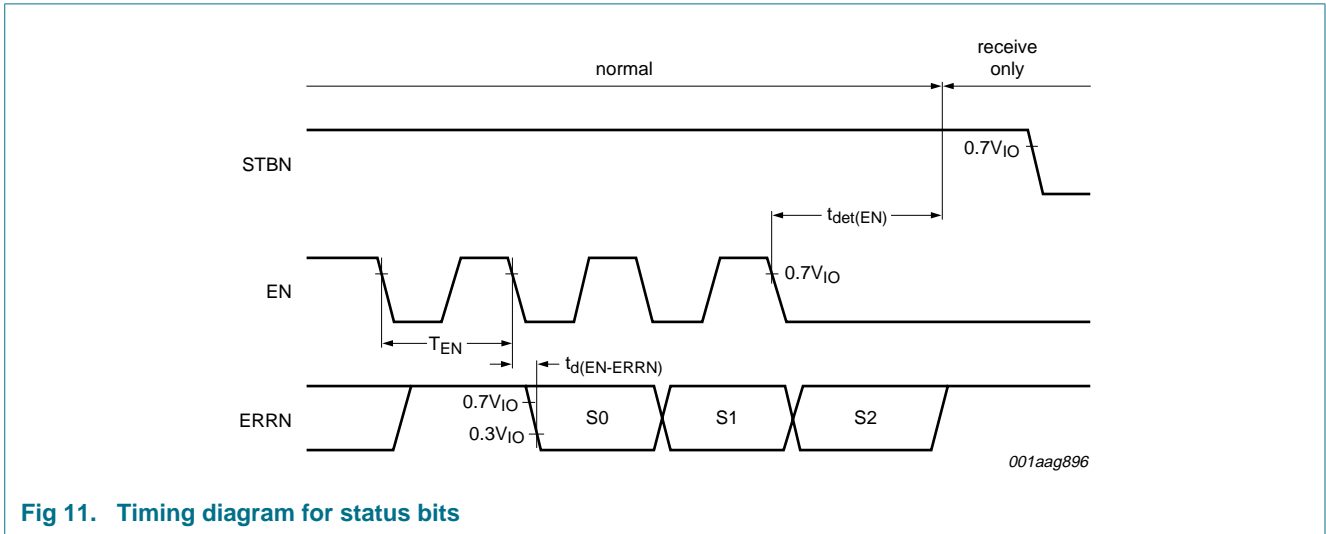 receive
only
normal
STBN
0.7VIO
tdet(EN)
0.7VIO
EN
TEN
td(EN-ERRN)
0.7VIO
0.3VIO
ERRN
S0
S1
S2
001aag896
Fig 11. Timing diagram for status bits